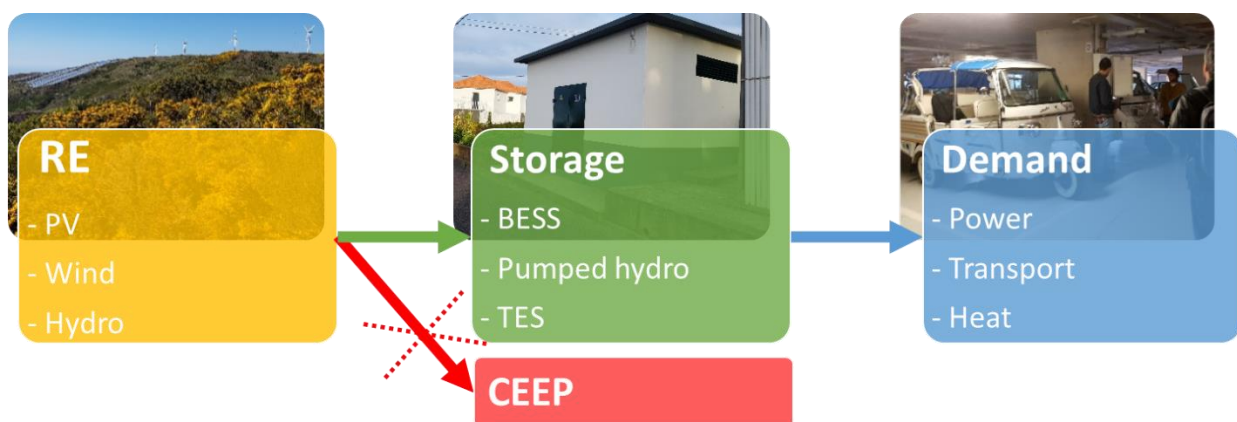 RE
- PV
- Wind
- Hydro
Storage
- BESS
- Pumped hydro
- TES
Demand
- Power
- Transport
- Heat
CEEP